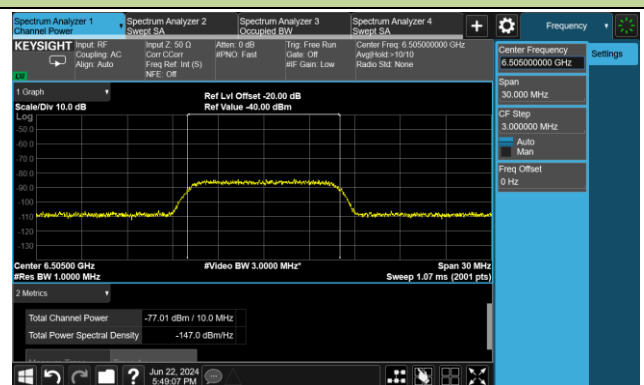 Spectrum Analyzer 1
Channel Power
Spectrum Analyzer 2
Swept SA
Spectrum Analyzer 3
Occupied BW
Spectrum Analyzer 4
Swept SA
Frequency
KEYSIGHT
Input: RF
Coupling: AC
Align: Auto
Input Z: 50 Ω
Corr CCorr
Freq Ref: Int (S)
NFE: Off
Atten: 0 dB
#PNO: Fast
Trig: Free Run
Gate: Off
#IF Gain: Low
Center Freq: 6.505000000 GHz
Avg|Hold:>10/10
Radio Std: None
Center Frequency
6.505000000 GHz
Settings
Span
30.000 MHz
CF Step
3.000000 MHz
Auto
Man
Freq Offset
0 Hz
1 Graph
Scale/Div 10.0 dB
Ref Lvl Offset -20.00 dB
Ref Value -40.00 dBm
Log
-50.0
-60.0
-70.0
-80.0
-90.0
-100
-110
-120
-130
Center 6.50500 GHz
#Res BW 1.0000 MHz
#Video BW 3.0000 MHz*
Span 30 MHz
Sweep 1.07 ms (2001 pts)
2 Metrics
Total Channel Power -77.01 dBm / 10.0 MHz
Total Power Spectral Density -147.0 dBm/Hz
Jun 22, 2024
5:49:07 PM